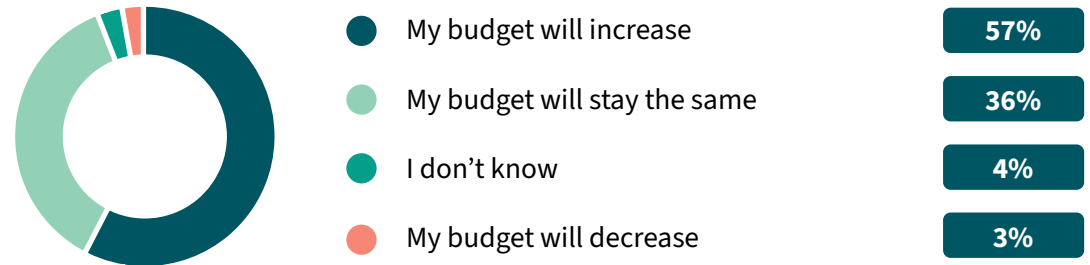 My budget will increase 57%
My budget will stay the same 36%
I don’t know 4%
My budget will decrease 3%